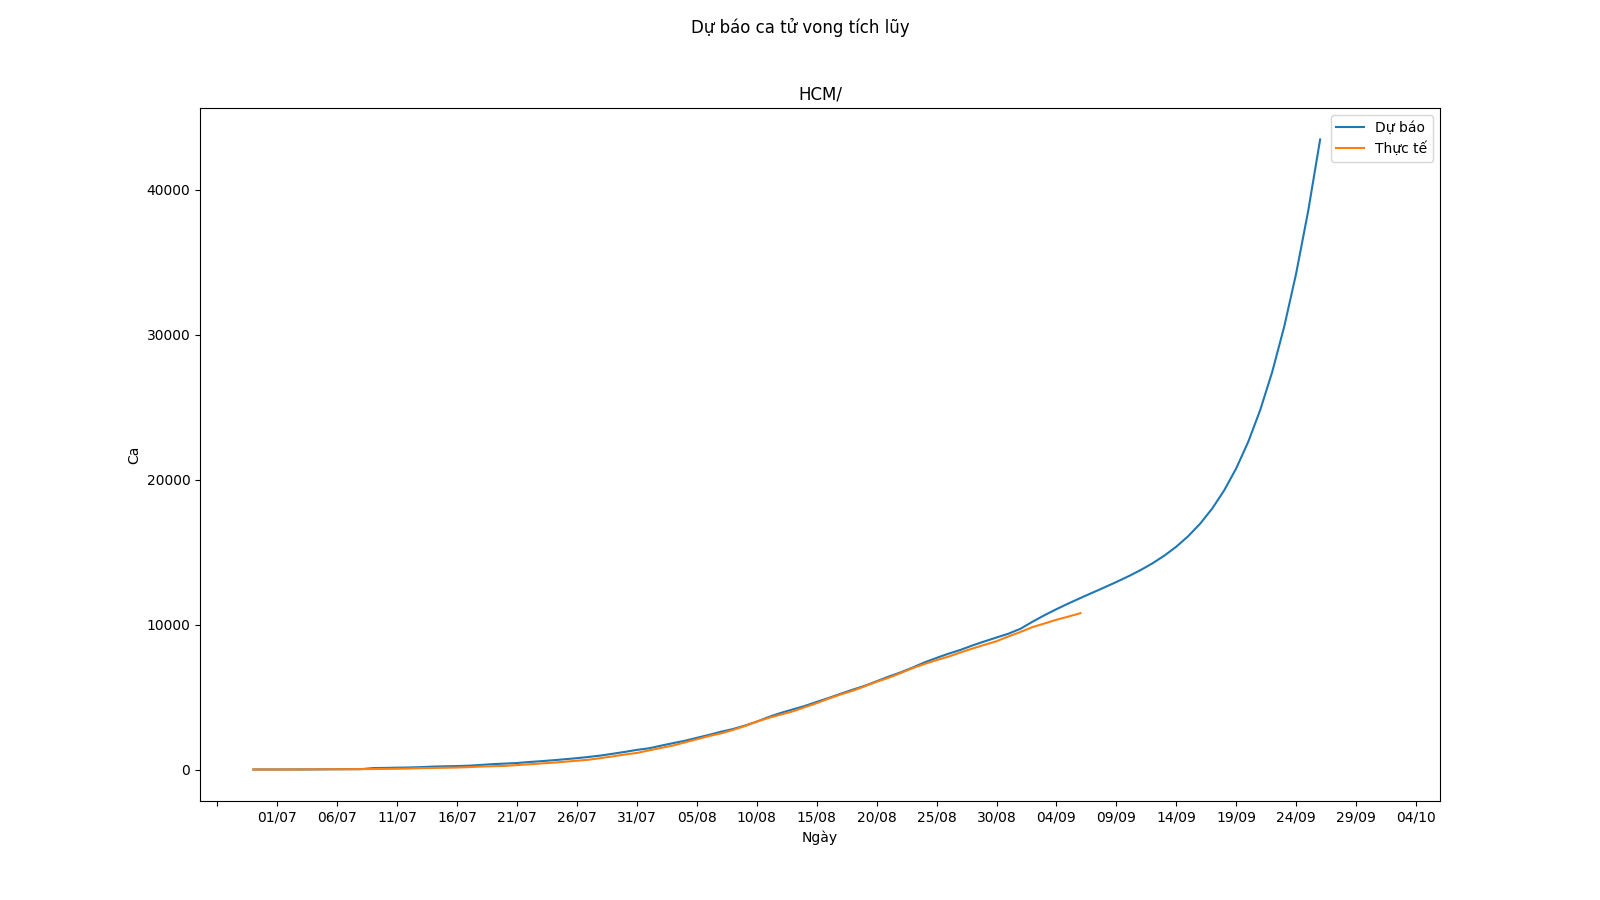 Dự báo ca tử vong tích lũy
HCM/
Dự báo
Thực tế
40000
30000
20000
10000
0
Ca
01/07 06/07 11/07 16/07 21/07 26/07 31/07 05/08 10/08 15/08 20/08 25/08 30/08 04/09 09/09 14/09 19/09 24/09 29/09 04/10
Ngày